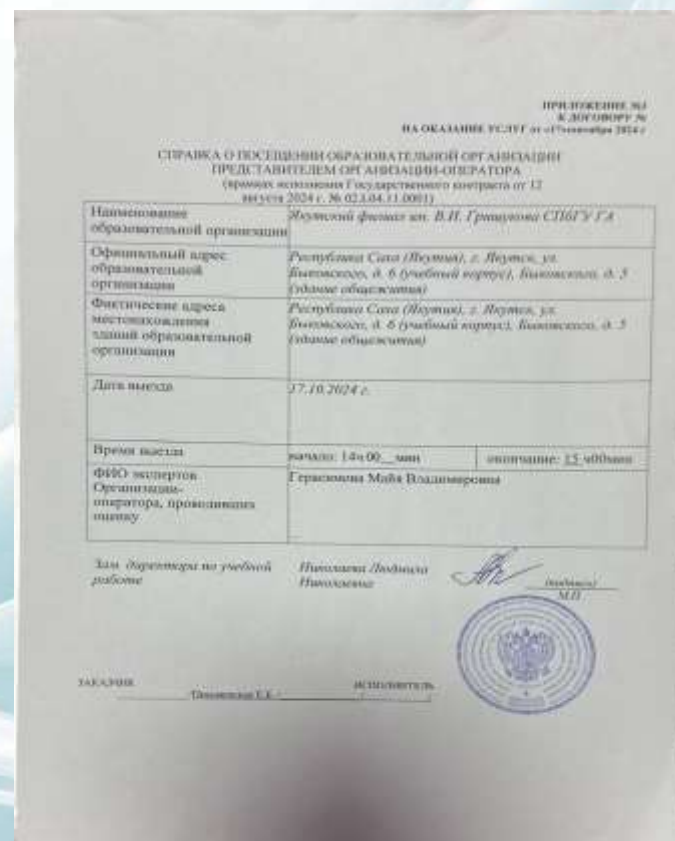 ПРИЛОЖЕНИЕ №3
К ДОГОВОРУ №
НА ОКАЗАНИЕ УСЛУГ от «17»сентября 2024 г
СПРАВКА О ПОСЕЩЕНИИ ОБРАЗОВАТЕЛЬНОЙ ОРГАНИЗАЦИИ
ПРЕДСТАВИТЕЛЕМ ОРГАНИЗАЦИИ-ОПЕРАТОРА
(врамках исполнения Государственного контракта от 12
августа 2024 г. №
Наименование
образовательной организации
Якутский филиал им. В.И. Гришукова СПбГУ ГА
Официальный адрес
образовательной
организации
Республика Саха (Якутия), г. Якутск, ул.
Быковского, д. 6 (учебный корпус), Быковского, д. 5
(здание общежития)
Фактические адреса
местонахождения
зданий образовательной
организации
Республика Саха (Якутия), г. Якутск, ул.
Быковского, д. 6 (учебный корпус), Быковского, д. 5
(здание общежития)
Дата выезда
17.10.2024 г.
Время выезда
начало: 14ч.00__мин
окончание: 15 ч00мин
ФИО экспертов
Организации-
оператора, проводивших
оценку
Герасимова Майя Владимировна
Зам. директора по учебной
работе
Николаева Людмила
Николаевна
(подпись)
М.П.
ЗАКАЗЧИК
ИСПОЛНИТЕЛЬ